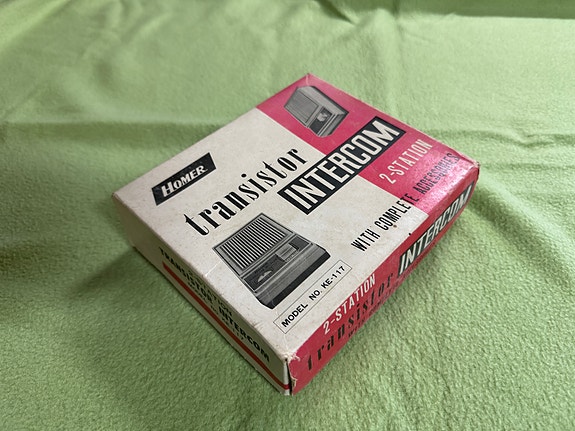 HOMER
transistor
INTERCOM
2-STATION
WITH COMPLETE ACCESSORIES
MODEL NO. KE-117
2-STATION
transistor INTERCOM
TRANSISTOR
INTERCOM